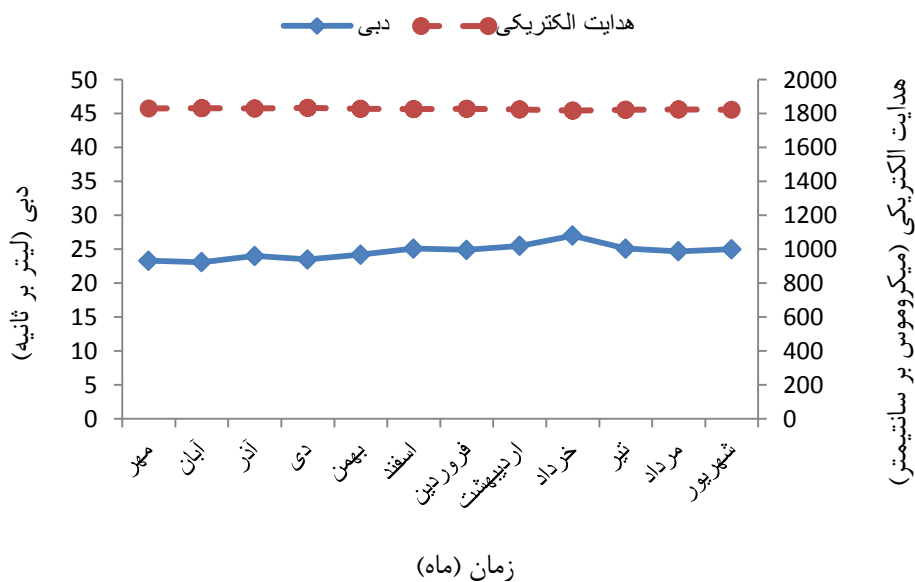 هدایت الکتریکی
دبی
50
45
40
35
30
25
20
15
10
5
0
دبی (لیتر بر ثانیه)
2000
1800
1600
1400
1200
1000
800
600
400
200
0
هدایت الکتریکی (میکروموس بر سانتیمتر)
مهر
آبان
آذر
دی
بهمن
اسفند
فروردین
اردیبهشت
خرداد
تیر
مرداد
شهریور
زمان (ماه)